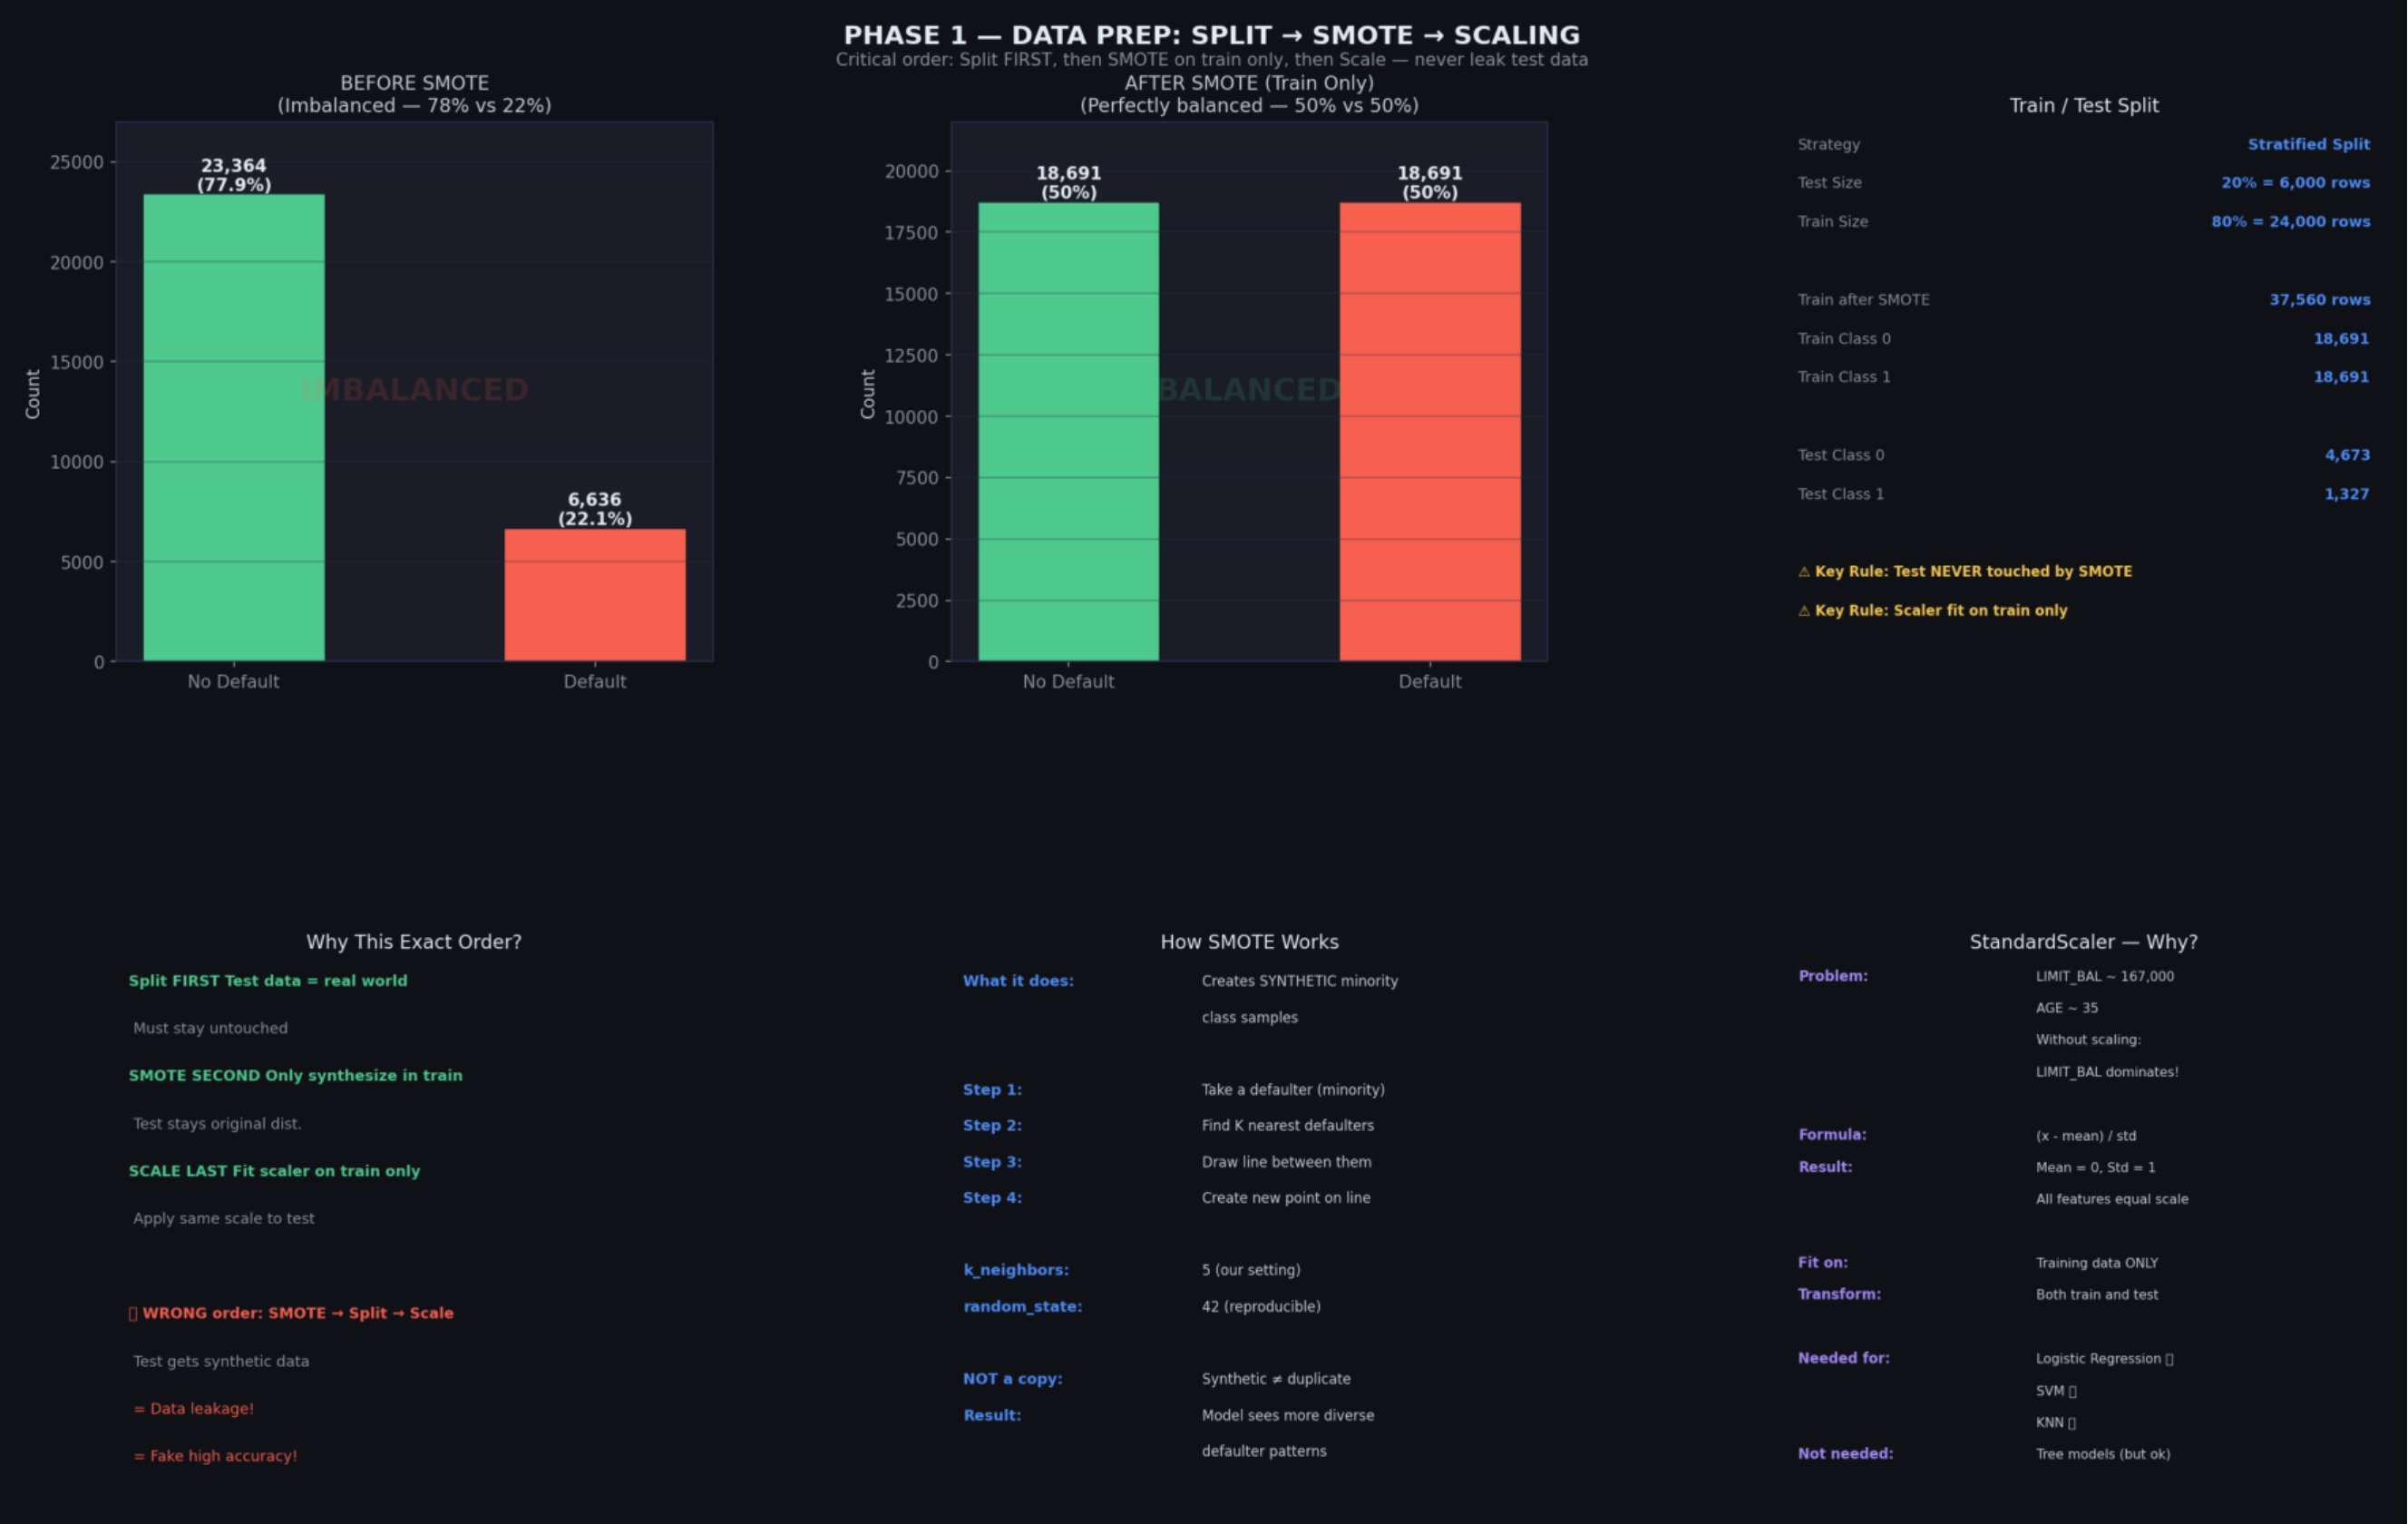 PHASE 1 — DATA PREP: SPLIT → SMOTE → SCALING
Critical order: Split FIRST, then SMOTE on train only, then Scale — never leak test data
BEFORE SMOTE
(Imbalanced — 78% vs 22%)
25000
20000
15000
10000
5000
0
Count
23,364
(77.9%)
6,636
(22.1%)
IMBALANCED
No Default
Default
AFTER SMOTE (Train Only)
(Perfectly balanced — 50% vs 50%)
20000
17500
15000
12500
10000
7500
5000
2500
0
Count
18,691
(50%)
18,691
(50%)
BALANCED
No Default
Default
Train / Test Split
Strategy Stratified Split
Test Size 20% = 6,000 rows
Train Size 80% = 24,000 rows
Train after SMOTE 37,560 rows
Train Class 0 18,691
Train Class 1 18,691
Test Class 0 4,673
Test Class 1 1,327
⚠ Key Rule: Test NEVER touched by SMOTE
⚠ Key Rule: Scaler fit on train only
Why This Exact Order?
Split FIRST Test data = real world
Must stay untouched
SMOTE SECOND Only synthesize in train
Test stays original dist.
SCALE LAST Fit scaler on train only
Apply same scale to test
WRONG order: SMOTE → Split → Scale
Test gets synthetic data
= Data leakage!
= Fake high accuracy!
How SMOTE Works
What it does: Creates SYNTHETIC minority
class samples
Step 1: Take a defaulter (minority)
Step 2: Find K nearest defaulters
Step 3: Draw line between them
Step 4: Create new point on line
k_neighbors: 5 (our setting)
random_state: 42 (reproducible)
NOT a copy: Synthetic ≠ duplicate
Result: Model sees more diverse
defaulter patterns
StandardScaler — Why?
Problem: LIMIT_BAL ~ 167,000
AGE ~ 35
Without scaling:
LIMIT_BAL dominates!
Formula: (x - mean) / std
Result: Mean = 0, Std = 1
All features equal scale
Fit on: Training data ONLY
Transform: Both train and test
Needed for: Logistic Regression
SVM
KNN
Not needed: Tree models (but ok)